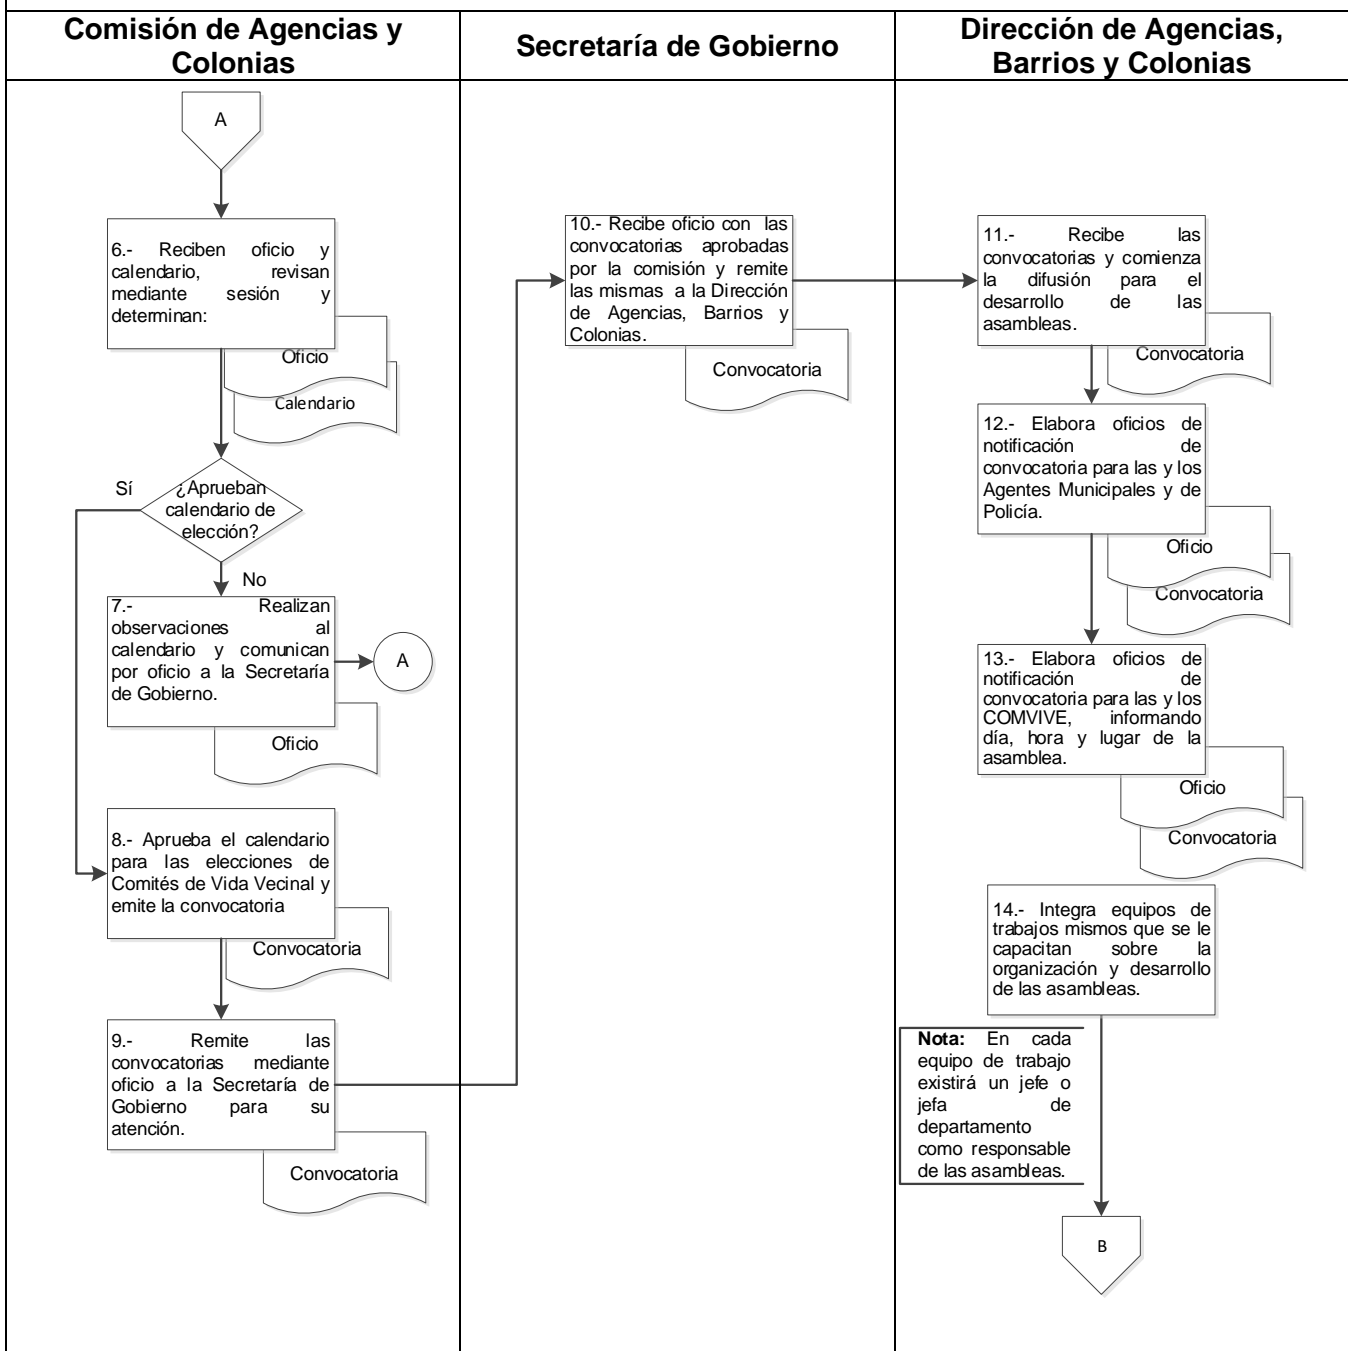 Comisión de Agencias y
Colonias
Secretaría de Gobierno
Dirección de Agencias,
Barrios y Colonias
A
6.- Reciben oficio y
calendario, revisan
mediante sesión y
determinan:
Oficio
Calendario
¿Aprueban
calendario de
elección?
Sí
No
7.- Realizan
observaciones al
calendario y comunican
por oficio a la Secretaría
de Gobierno.
A
Oficio
8.- Aprueba el calendario
para las elecciones de
Comités de Vida Vecinal y
emite la convocatoria
Convocatoria
9.- Remite las
convocatorias mediante
oficio a la Secretaría de
Gobierno para su
atención.
Convocatoria
10.- Recibe oficio con las
convocatorias aprobadas
por la comisión y remite
las mismas a la Dirección
de Agencias, Barrios y
Colonias.
Convocatoria
11.- Recibe las
convocatorias y comienza
la difusión para el
desarrollo de las
asambleas.
Convocatoria
12.- Elabora oficios de
notificación de
convocatoria para las y los
Agentes Municipales y de
Policía.
Oficio
Convocatoria
13.- Elabora oficios de
notificación de
convocatoria para las y los
COMVIVE, informando
día, hora y lugar de la
asamblea.
Oficio
Convocatoria
14.- Integra equipos de
trabajos mismos que se le
capacitan sobre la
organización y desarrollo
de las asambleas.
Nota: En cada
equipo de trabajo
existirá un jefe o
jefa de
departamento
como responsable
de las asambleas.
B